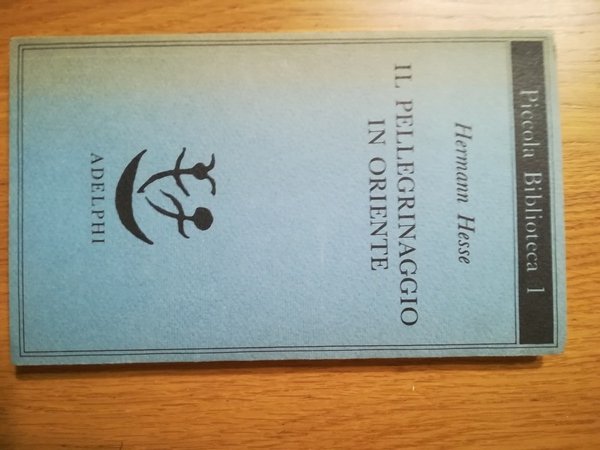 Piccola Biblioteca 1
Hermann Hesse
IL PELLEGRINAGGIO
IN ORIENTE
ADELPHI